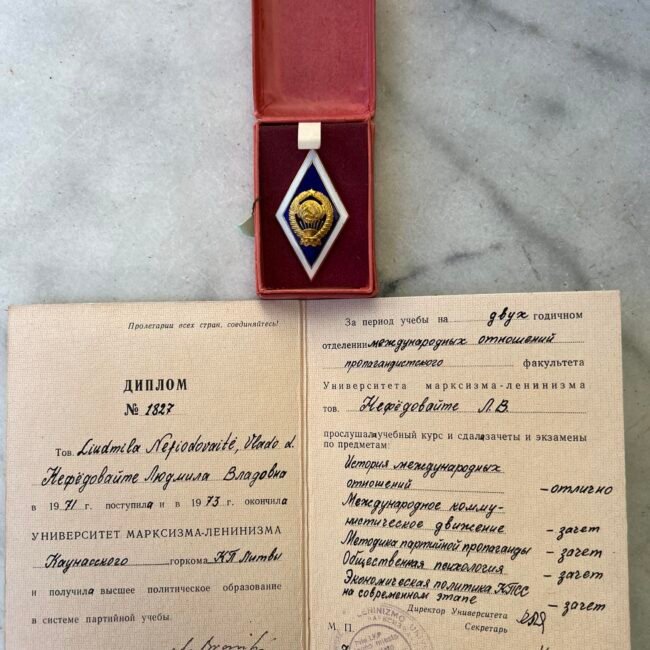 Пролетарии всех стран, соединяйтесь!
ДИПЛОМ
№ 1827
Тов. Liudmila Nefiodovaitė, Vlado d.
Нефёдовайте Людмила Владовна
в 1971 г. поступила и в 1973 г. окончила
УНИВЕРСИТЕТ МАРКСИЗМА-ЛЕНИНИЗМА
Каунасского горкома КП Литвы
и получила высшее политическое образование
в системе партийной учебы.
За период учебы на двух годичном
отделении международных отношений
пропагандистского факультета
Университета марксизма-ленинизма
тов. Нефёдовайте Л.В.
прослушала учебный курс и сдала зачеты и экзамены
по предметам:
История международных
отношений - отлично
Международное комму-
нистическое движение - зачет
Методика партийной пропаганды - зачет
Общественная психология - зачет
Экономическая политика КПСС
на современном этапе - зачет
Директор Университета
М. П. Секретарь
LENINIZMO